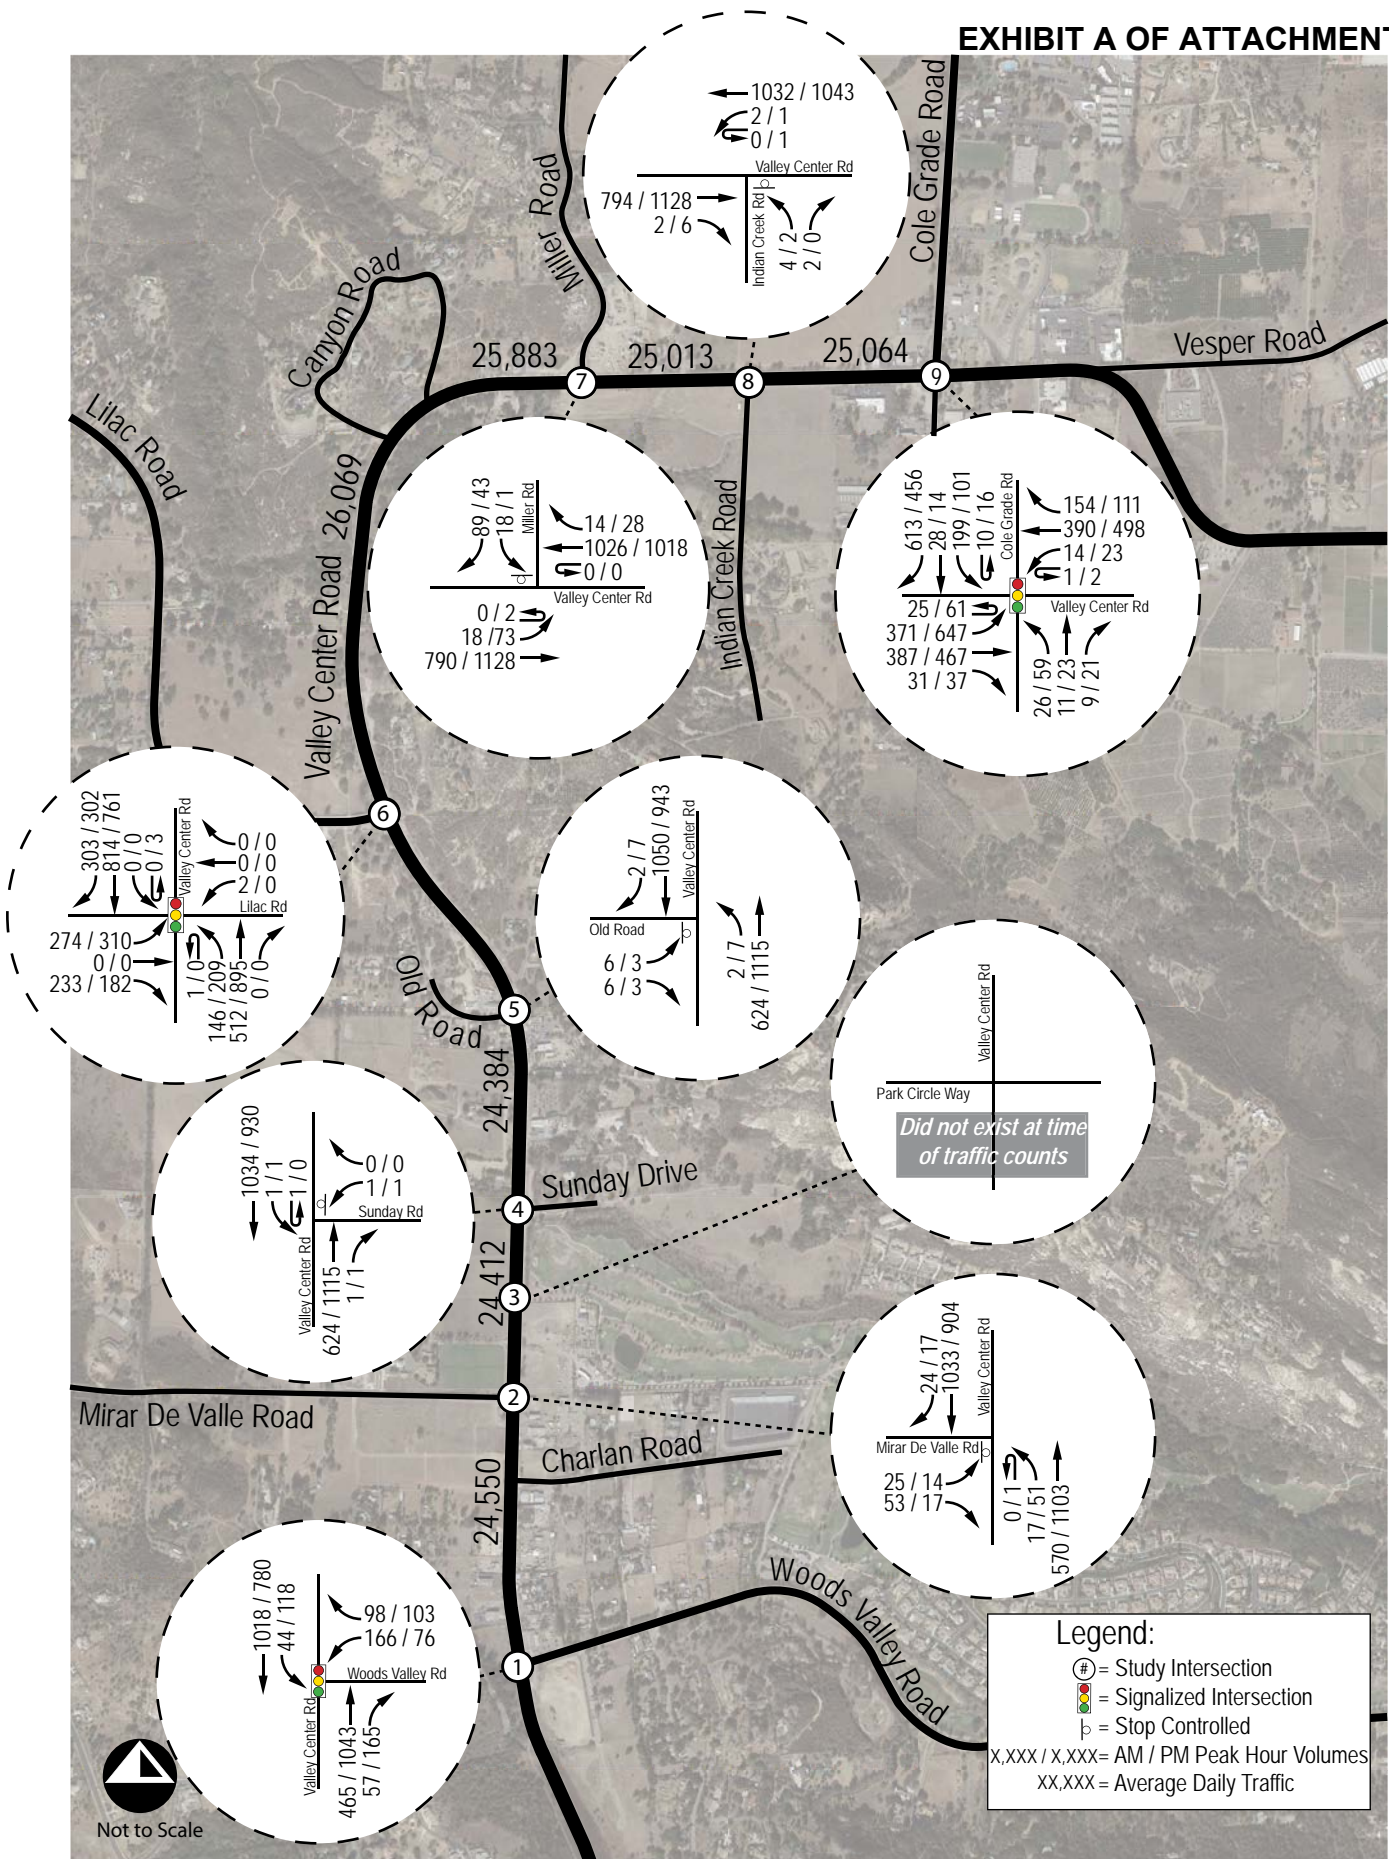 EXHIBIT A OF ATTACHMENT
1032 / 1043
2 / 1
0 / 1
Valley Center Rd
794 / 1128
2 / 6
Indian Creek Rd
4 / 2
2 / 0
Miller Road
Cole Grade Road
Canyon Road
Vesper Road
25,883
25,013
25,064
7
8
9
Lilac Road
26,069
Valley Center Road
Indian Creek Road
89 / 43
18 / 1
Miller Rd
14 / 28
1026 / 1018
0 / 0
Valley Center Rd
0 / 2
18 /73
790 / 1128
613 / 456
28 / 14
199 / 101
10 / 16
Cole Grade Rd
154 / 111
390 / 498
14 / 23
1 / 2
Valley Center Rd
25 / 61
371 / 647
387 / 467
31 / 37
26 / 59
11 / 23
9 / 21
6
303 / 302
814 / 761
0 / 0
0 / 3
Valley Center Rd
0 / 0
0 / 0
2 / 0
Lilac Rd
274 / 310
0 / 0
233 / 182
1 / 0
146 / 209
512 / 895
0 / 0
2 / 7
1050 / 943
Valley Center Rd
Old Road
6 / 3
6 / 3
2 / 7
624 / 1115
Old Road
5
24,384
Valley Center Rd
Park Circle Way
Did not exist at time
of traffic counts
1034 / 930
1 / 1
1 / 0
0 / 0
1 / 1
Sunday Rd
Valley Center Rd
624 / 1115
1 / 1
4
Sunday Drive
24,412
3
2
Mirar De Valle Road
24 / 17
1033 / 904
Valley Center Rd
Mirar De Valle Rd
25 / 14
53 / 17
0 / 1
17 / 51
570 / 1103
Charlan Road
24,550
Woods Valley Road
1
1018 / 780
44 / 118
98 / 103
166 / 76
Woods Valley Rd
Valley Center Rd
465 / 1043
57 / 165
Not to Scale
Legend:
# = Study Intersection
= Signalized Intersection
= Stop Controlled
X,XXX / X,XXX= AM / PM Peak Hour Volumes
XX,XXX = Average Daily Traffic